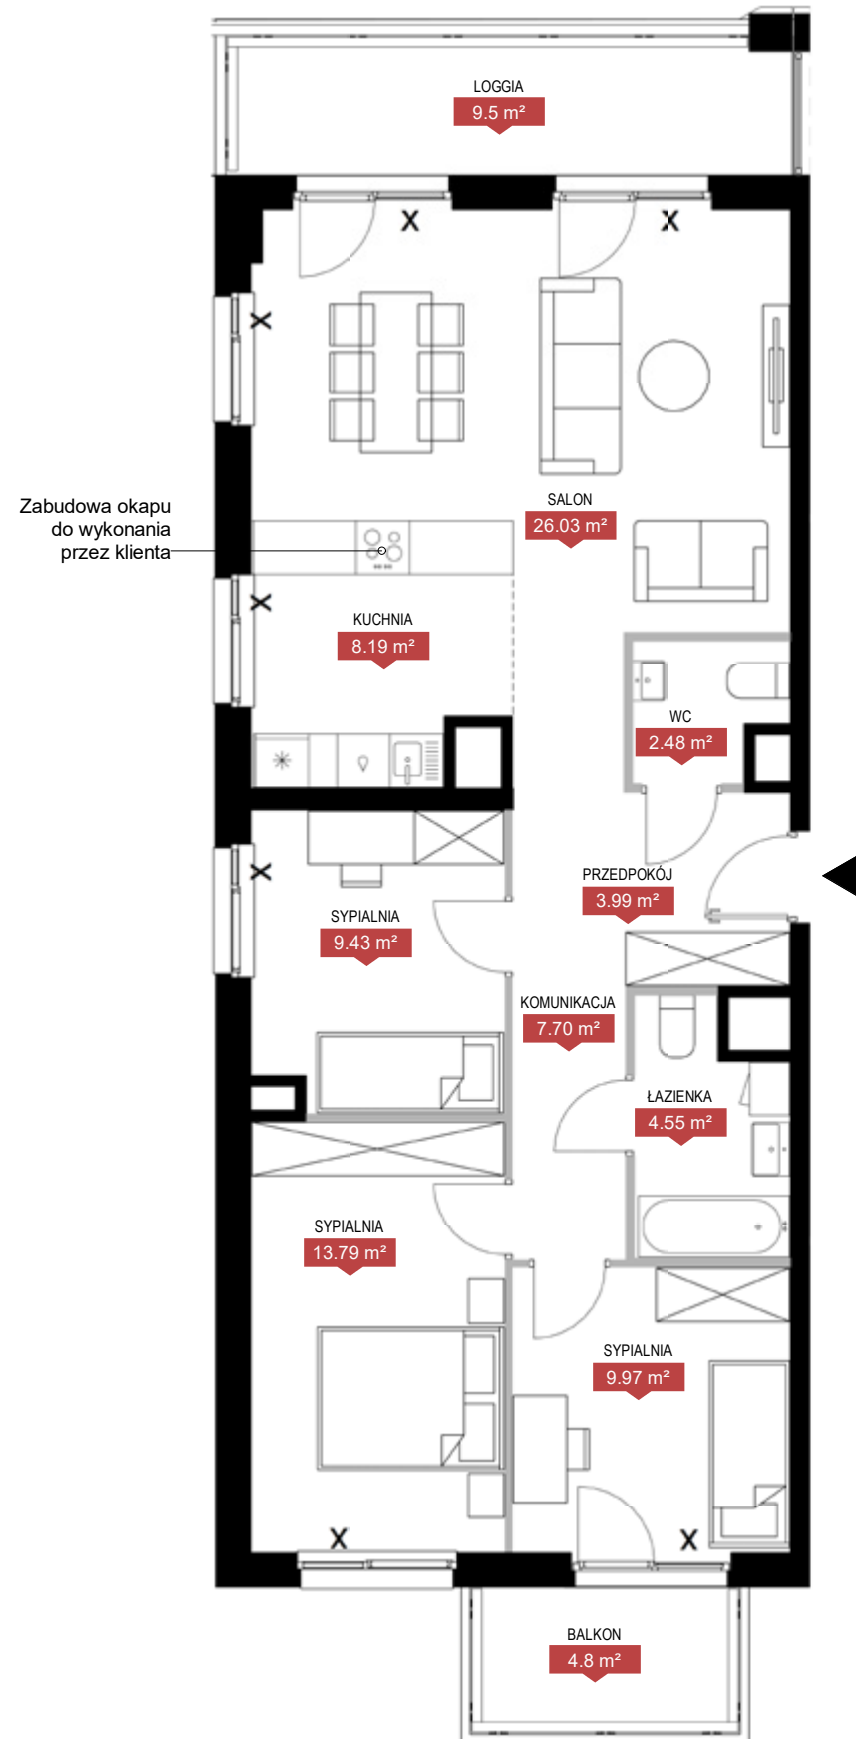 LOGGIA
9.5 m²
X
X
X
SALON
26.03 m²
Zabudowa okapu
do wykonania
przez klienta
X
KUCHNIA
8.19 m²
WC
2.48 m²
X
PRZEDPOKÓJ
3.99 m²
SYPIALNIA
9.43 m²
KOMUNIKACJA
7.70 m²
ŁAZIENKA
4.55 m²
SYPIALNIA
13.79 m²
SYPIALNIA
9.97 m²
X
X
BALKON
4.8 m²